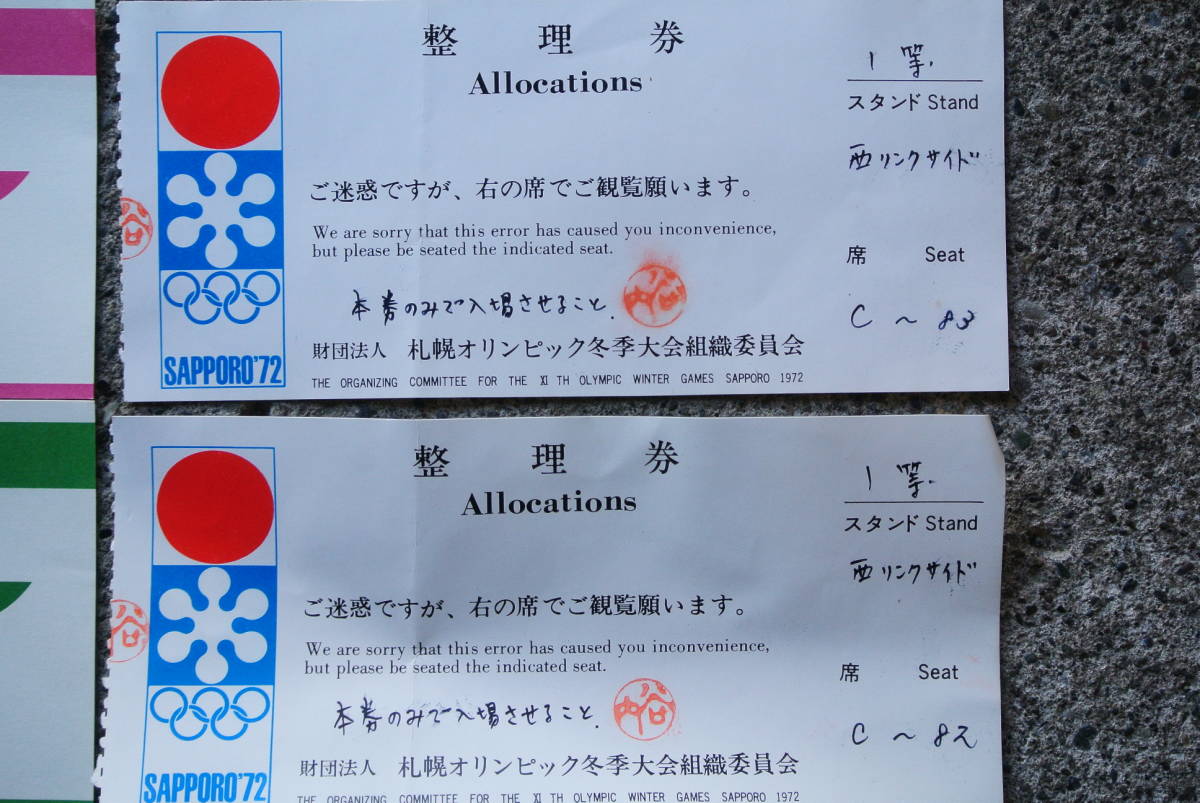 整理券
Allocations
1等.
スタンド Stand
西リンクサイド
ご迷惑ですが、右の席でご観覧願います。
We are sorry that this error has caused you inconvenience,
but please be seated the indicated seat.
席 Seat
本券のみで入場させること.
C ~ 83
財団法人 札幌オリンピック冬季大会組織委員会
THE ORGANIZING COMMITTEE FOR THE XI TH OLYMPIC WINTER GAMES SAPPORO 1972
SAPPORO'72
整理券
Allocations
1等.
スタンド Stand
西リンクサイド
ご迷惑ですが、右の席でご観覧願います。
We are sorry that this error has caused you inconvenience,
but please be seated the indicated seat.
席 Seat
本券のみで入場させること.
C ~ 82
財団法人 札幌オリンピック冬季大会組織委員会
THE ORGANIZING COMMITTEE FOR THE XI TH OLYMPIC WINTER GAMES SAPPORO 1972
SAPPORO'72